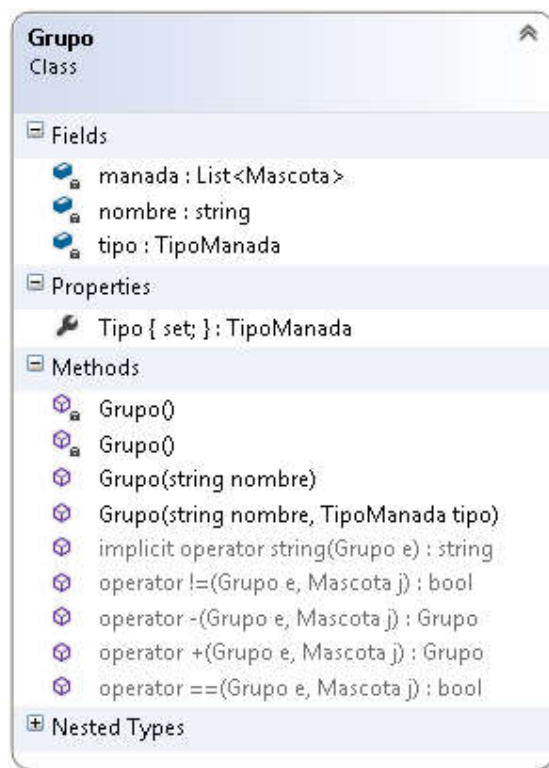 Grupo
Class
Fields
manada : List<Mascota>
nombre : string
tipo : TipoManada
Properties
Tipo { set; } : TipoManada
Methods
Grupo()
Grupo()
Grupo(string nombre)
Grupo(string nombre, TipoManada tipo)
implicit operator string(Grupo e) : string
operator !=(Grupo e, Mascota j) : bool
operator -(Grupo e, Mascota j) : Grupo
operator +(Grupo e, Mascota j) : Grupo
operator ==(Grupo e, Mascota j) : bool
Nested Types